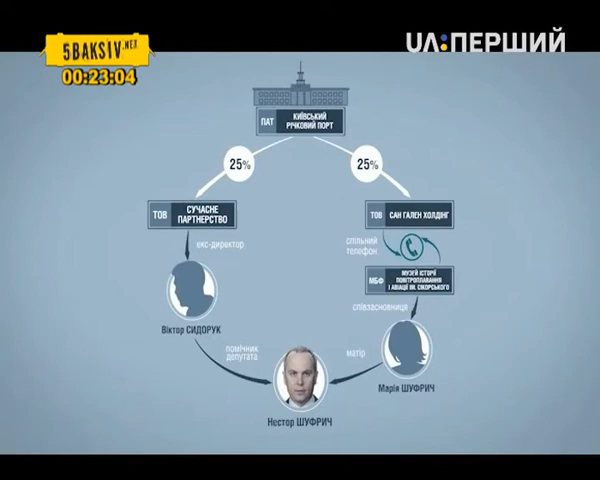 5BAKSIV.NET
00:23:04
UA:ПЕРШИЙ
ПАТ
КИЇВСЬКИЙ
РІЧКОВИЙ ПОРТ
25%
25%
ТОВ
СУЧАСНЕ
ПАРТНЕРСТВО
ТОВ
САН ГАЛЕН ХОЛДІНГ
екс-директор
спільний
телефон
МБФ
МУЗЕЙ ІСТОРІЇ
ПОВІТРОПЛАВАННЯ
І АВІАЦІЇ ІМ. СІКОРСЬКОГО
співзасновниця
Віктор СИДОРУК
помічник
депутата
матір
Марія ШУФРИЧ
Нестор ШУФРИЧ